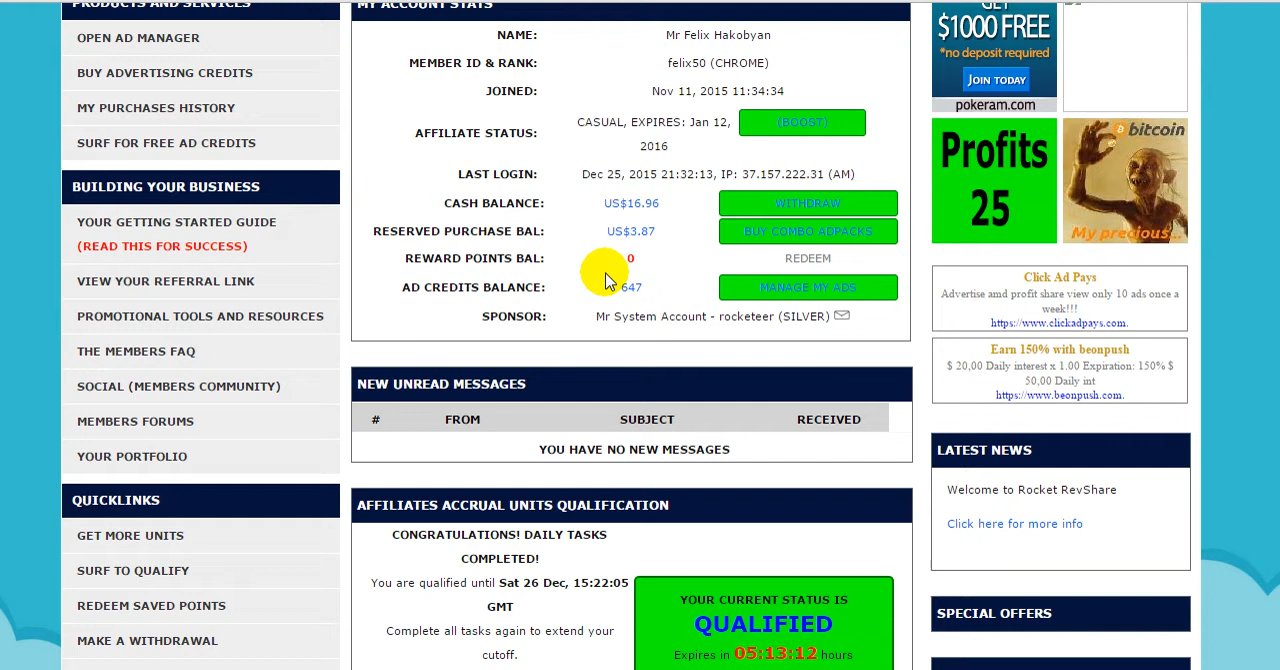 PRODUCTS AND SERVICES
OPEN AD MANAGER
BUY ADVERTISING CREDITS
MY PURCHASES HISTORY
SURF FOR FREE AD CREDITS
BUILDING YOUR BUSINESS
YOUR GETTING STARTED GUIDE
(READ THIS FOR SUCCESS)
VIEW YOUR REFERRAL LINK
PROMOTIONAL TOOLS AND RESOURCES
THE MEMBERS FAQ
SOCIAL (MEMBERS COMMUNITY)
MEMBERS FORUMS
YOUR PORTFOLIO
QUICKLINKS
GET MORE UNITS
SURF TO QUALIFY
REDEEM SAVED POINTS
MAKE A WITHDRAWAL
MY ACCOUNT STATS
NAME: Mr Felix Hakobyan
MEMBER ID & RANK: felix50 (CHROME)
JOINED: Nov 11, 2015 11:34:34
AFFILIATE STATUS: CASUAL, EXPIRES: Jan 12, (BOOST)
2016
LAST LOGIN: Dec 25, 2015 21:32:13, IP: 37.157.222.31 (AM)
CASH BALANCE: US$16.96 WITHDRAW
RESERVED PURCHASE BAL: US$3.87 BUY COMBO ADPACKS
REWARD POINTS BAL: 0 REDEEM
AD CREDITS BALANCE: 647 MANAGE MY ADS
SPONSOR: Mr System Account - rocketeer (SILVER)
NEW UNREAD MESSAGES
# FROM SUBJECT RECEIVED
YOU HAVE NO NEW MESSAGES
AFFILIATES ACCRUAL UNITS QUALIFICATION
CONGRATULATIONS! DAILY TASKS
COMPLETED!
You are qualified until Sat 26 Dec, 15:22:05
GMT
Complete all tasks again to extend your
cutoff.
YOUR CURRENT STATUS IS
QUALIFIED
Expires in 05:13:12 hours
GET
$1000 FREE
*no deposit required
JOIN TODAY
pokeram.com
Profits
25
bitcoin
My precious...
Click Ad Pays
Advertise amd profit share view only 10 ads once a
week!!!
https://www.clickadpays.com.
Earn 150% with beonpush
$ 20,00 Daily interest x 1.00 Expiration: 150% $
50,00 Daily int
https://www.beonpush.com.
LATEST NEWS
Welcome to Rocket RevShare
Click here for more info
SPECIAL OFFERS